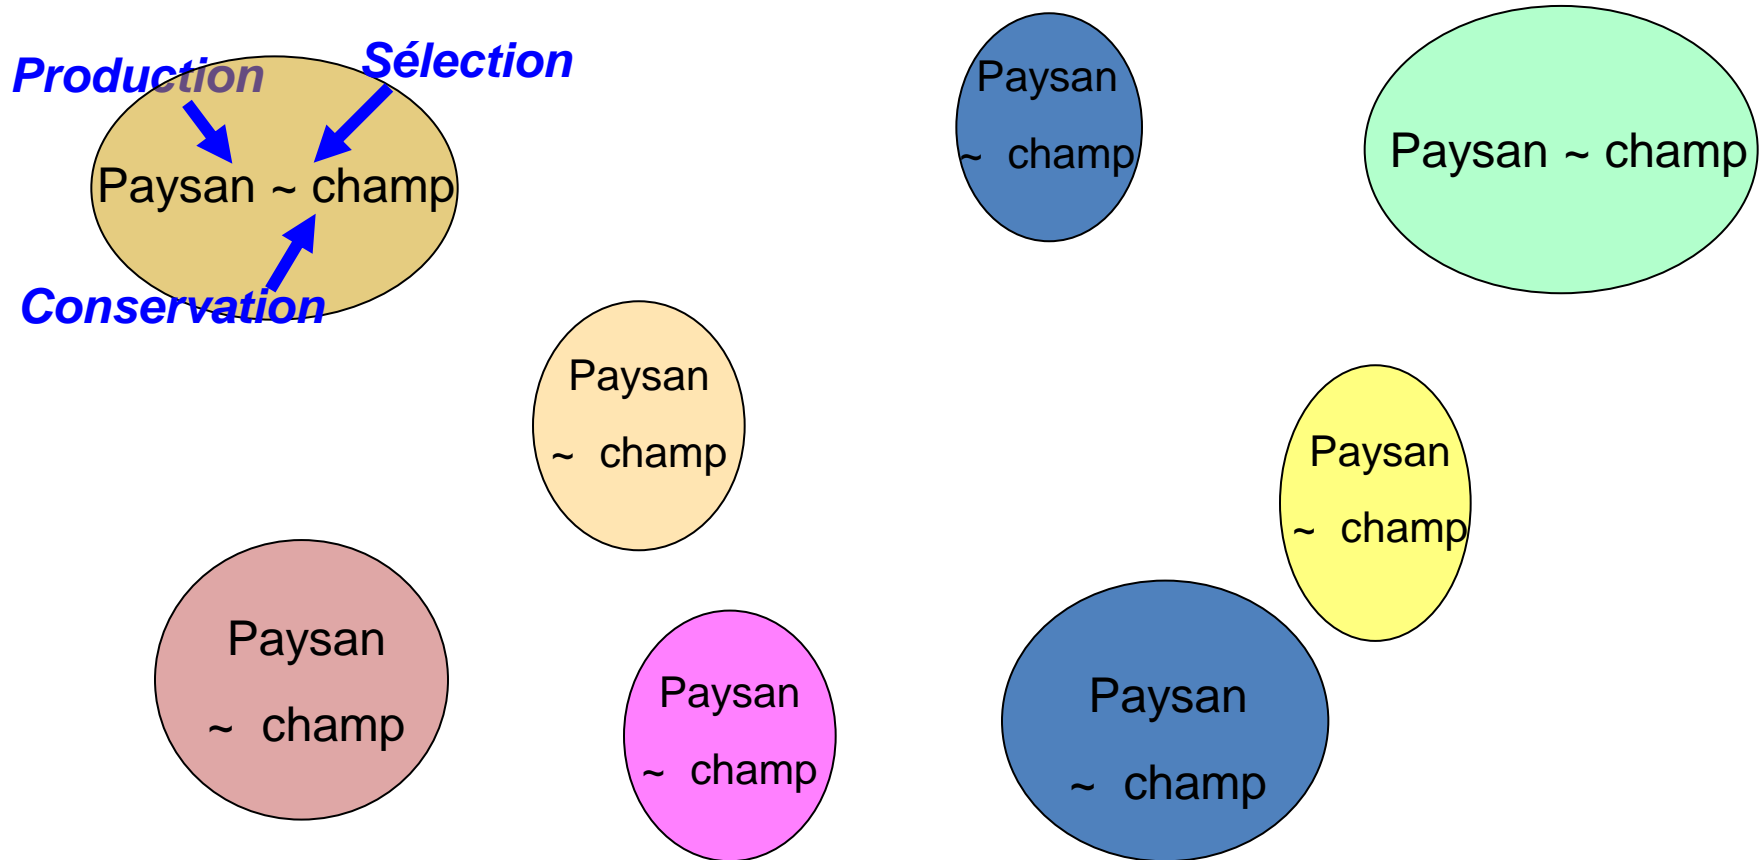 Production
Sélection
Paysan ~ champ
Conservation
Paysan
~ champ
Paysan ~ champ
Paysan
~ champ
Paysan
~ champ
Paysan
~ champ
Paysan
~ champ
Paysan
~ champ